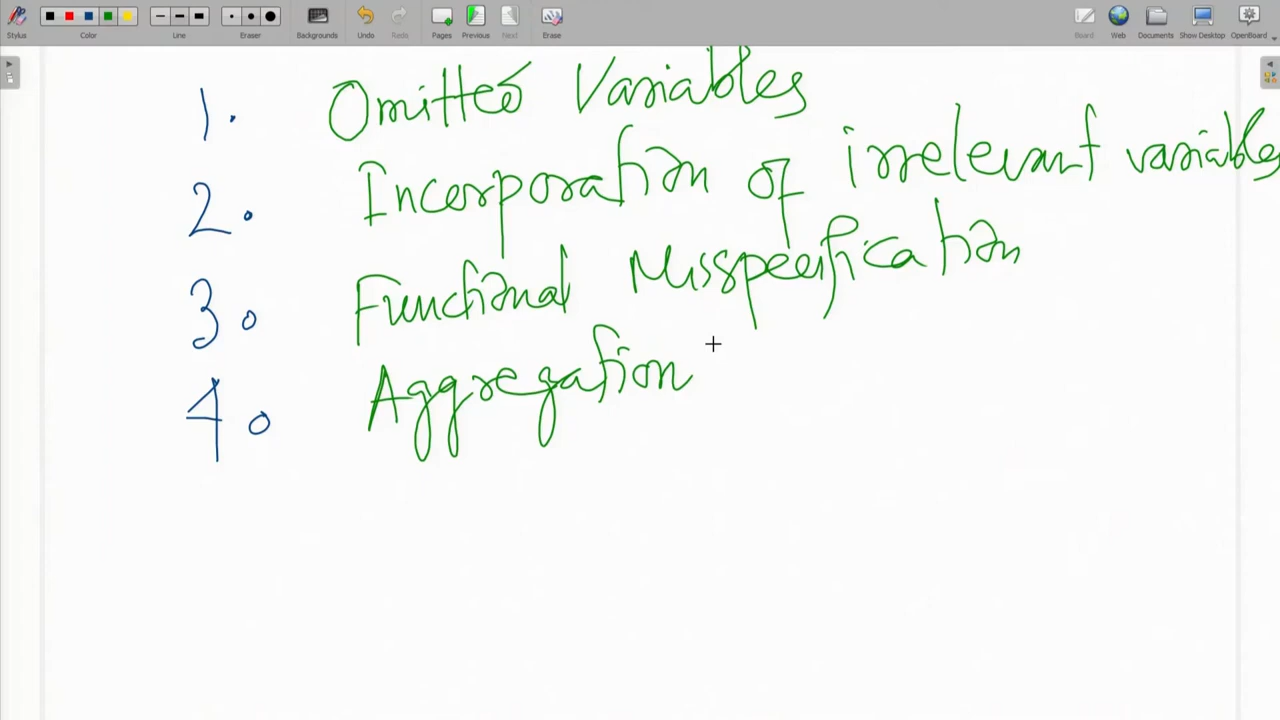 Stylus Color Line Eraser Backgrounds Undo Redo Pages Previous Next Erase Board Web Documents Show Desktop OpenBoard
1. Omitted Variables
2. Incorporation of irrelevant variables
3. Functional Misspecification
4. Aggregation